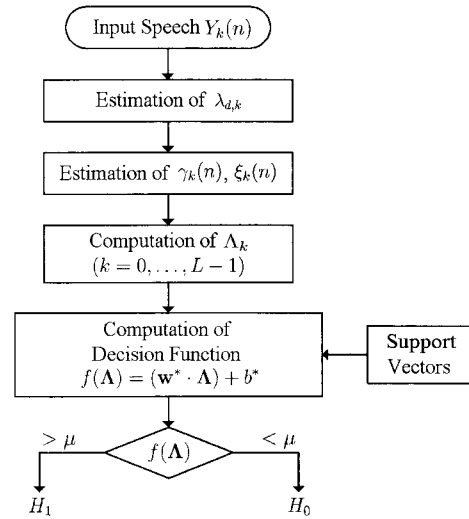 Input Speech Y_k(n)
Estimation of λ_{d,k}
Estimation of γ_k(n), ξ_k(n)
Computation of Λ_k
(k = 0, . . . , L − 1)
Computation of
Decision Function
f(Λ) = (w* · Λ) + b*
Support
Vectors
> μ
f(Λ)
< μ
H_1
H_0